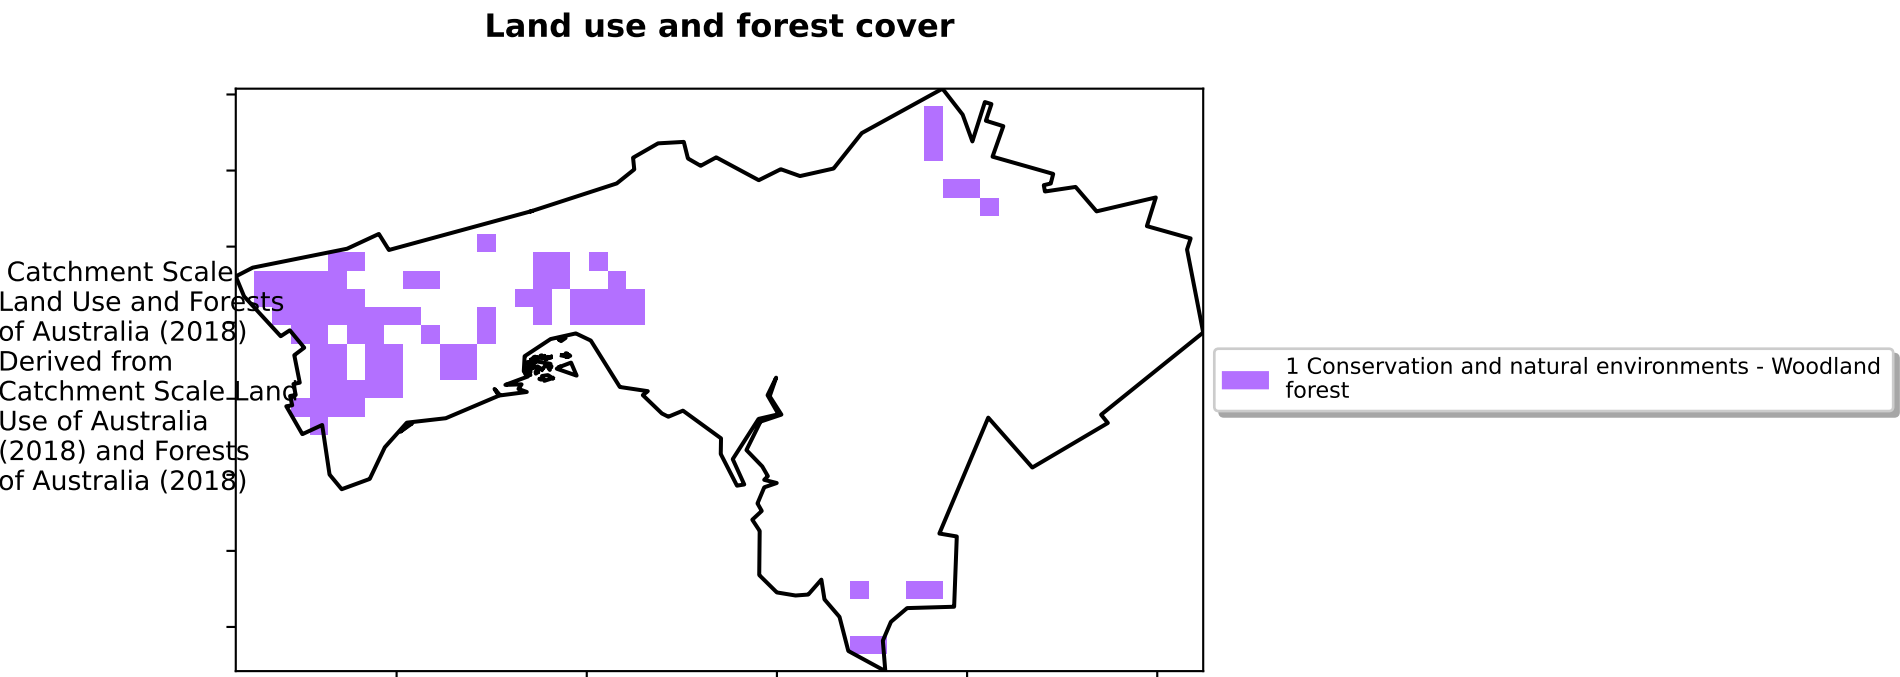 Land use and forest cover
Catchment Scale
Land Use and Forests
of Australia (2018)
Derived from
Catchment Scale Land
Use of Australia
(2018) and Forests
of Australia (2018)
1 Conservation and natural environments - Woodland
forest